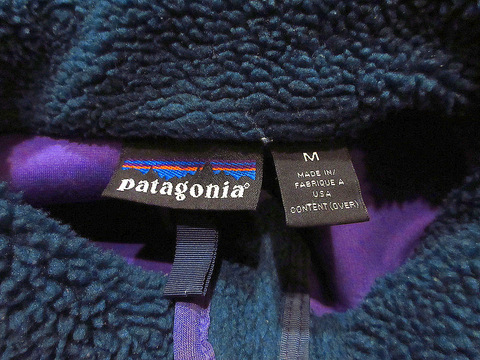 patagonia®
M
MADE IN/
FABRIQUE A
USA
CONTENT (OVER)